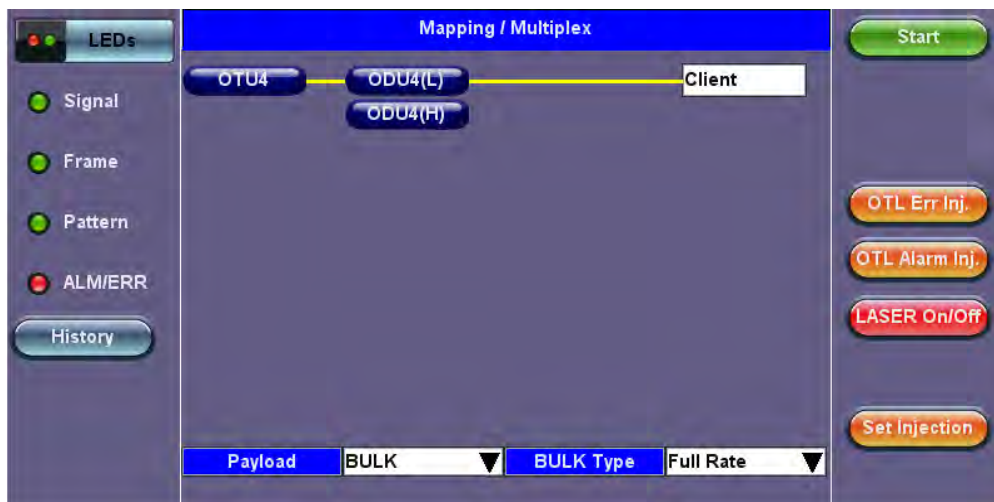 LEDs
Signal
Frame
Pattern
ALM/ERR
History
Mapping / Multiplex
OTU4
ODU4(L)
Client
ODU4(H)
Payload
BULK
BULK Type
Full Rate
Start
OTL Err Inj.
OTL Alarm Inj.
LASER On/Off
Set Injection